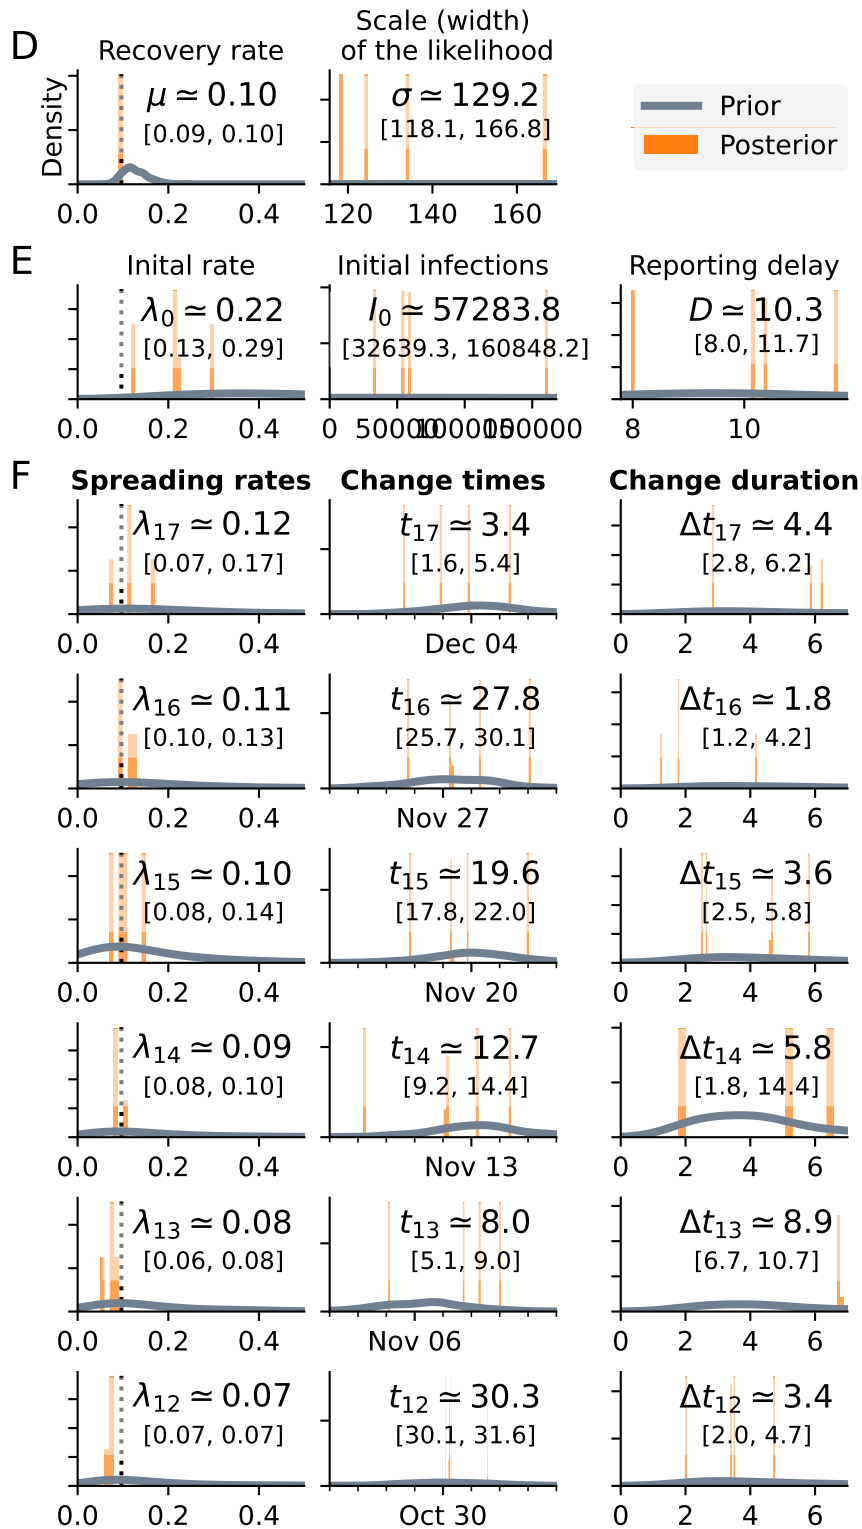 D
Recovery rate
Scale (width)
of the likelihood
Density
μ ≃ 0.10
[0.09, 0.10]
0.0 0.2 0.4
σ ≃ 129.2
[118.1, 166.8]
120 140 160
Prior
Posterior
E
Inital rate
λ0 ≃ 0.22
[0.13, 0.29]
0.0 0.2 0.4
Initial infections
I0 ≃ 57283.8
[32639.3, 160848.2]
0 50000 100000 150000
Reporting delay
D ≃ 10.3
[8.0, 11.7]
8 10
F
Spreading rates Change times Change duration
λ17 ≃ 0.12
[0.07, 0.17]
0.0 0.2 0.4
t17 ≃ 3.4
[1.6, 5.4]
Dec 04
Δt17 ≃ 4.4
[2.8, 6.2]
0 2 4 6
λ16 ≃ 0.11
[0.10, 0.13]
0.0 0.2 0.4
t16 ≃ 27.8
[25.7, 30.1]
Nov 27
Δt16 ≃ 1.8
[1.2, 4.2]
0 2 4 6
λ15 ≃ 0.10
[0.08, 0.14]
0.0 0.2 0.4
t15 ≃ 19.6
[17.8, 22.0]
Nov 20
Δt15 ≃ 3.6
[2.5, 5.8]
0 2 4 6
λ14 ≃ 0.09
[0.08, 0.10]
0.0 0.2 0.4
t14 ≃ 12.7
[9.2, 14.4]
Nov 13
Δt14 ≃ 5.8
[1.8, 14.4]
0 2 4 6
λ13 ≃ 0.08
[0.06, 0.08]
0.0 0.2 0.4
t13 ≃ 8.0
[5.1, 9.0]
Nov 06
Δt13 ≃ 8.9
[6.7, 10.7]
0 2 4 6
λ12 ≃ 0.07
[0.07, 0.07]
0.0 0.2 0.4
t12 ≃ 30.3
[30.1, 31.6]
Oct 30
Δt12 ≃ 3.4
[2.0, 4.7]
0 2 4 6